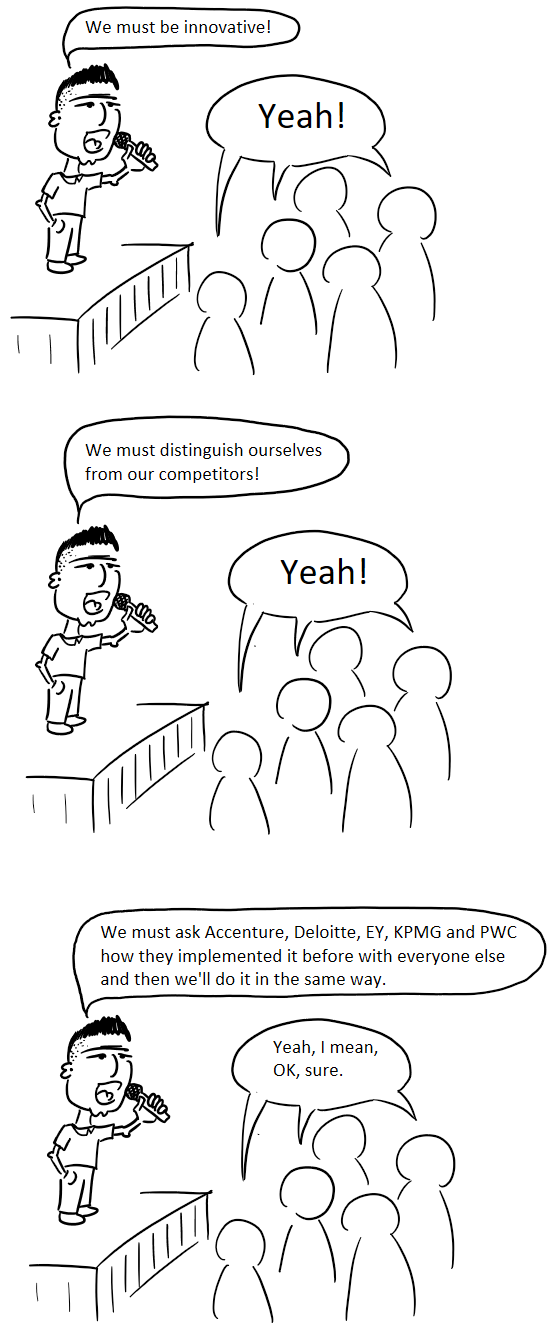 We must be innovative!
Yeah!
We must distinguish ourselves
from our competitors!
Yeah!
We must ask Accenture, Deloitte, EY, KPMG and PWC
how they implemented it before with everyone else
and then we'll do it in the same way.
Yeah, I mean,
OK, sure.